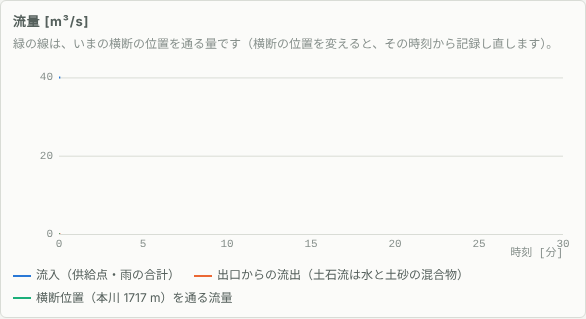 流量 [m³/s]
緑の線は、いまの横断の位置を通る量です（横断の位置を変えると、その時刻から記録し直します）。
40
20
0
0 5 10 15 20 25 30
時刻 [分]
流入（供給点・雨の合計） 出口からの流出（土石流は水と土砂の混合物）
横断位置（本川 1717 m）を通る流量